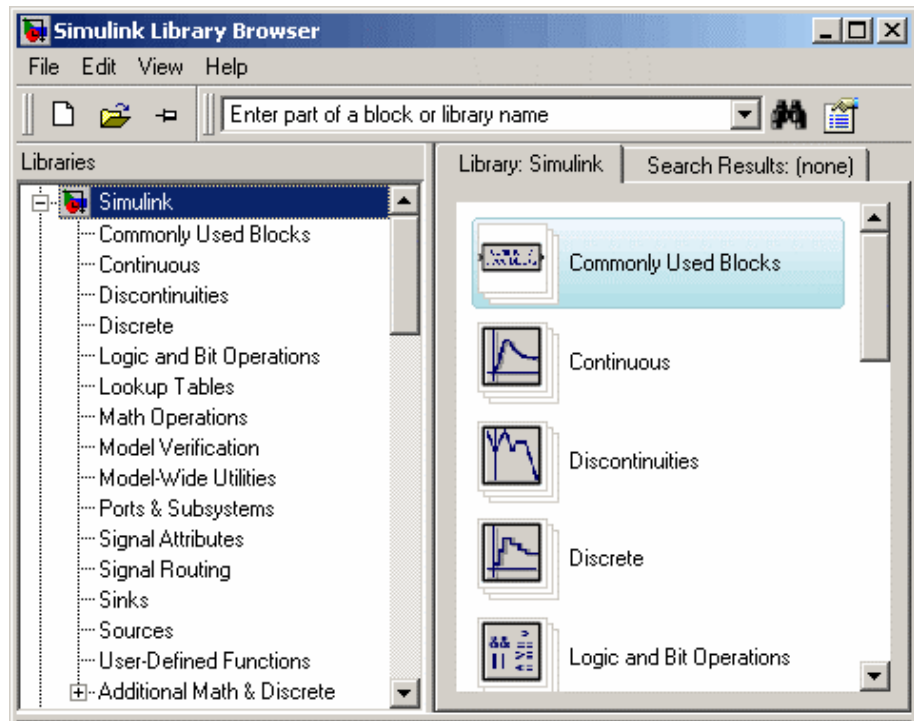 Simulink Library Browser
File Edit View Help
Enter part of a block or library name
Libraries
Simulink
Commonly Used Blocks
Continuous
Discontinuities
Discrete
Logic and Bit Operations
Lookup Tables
Math Operations
Model Verification
Model-Wide Utilities
Ports & Subsystems
Signal Attributes
Signal Routing
Sinks
Sources
User-Defined Functions
Additional Math & Discrete
Library: Simulink
Search Results: (none)
Commonly Used Blocks
Continuous
Discontinuities
Discrete
Logic and Bit Operations